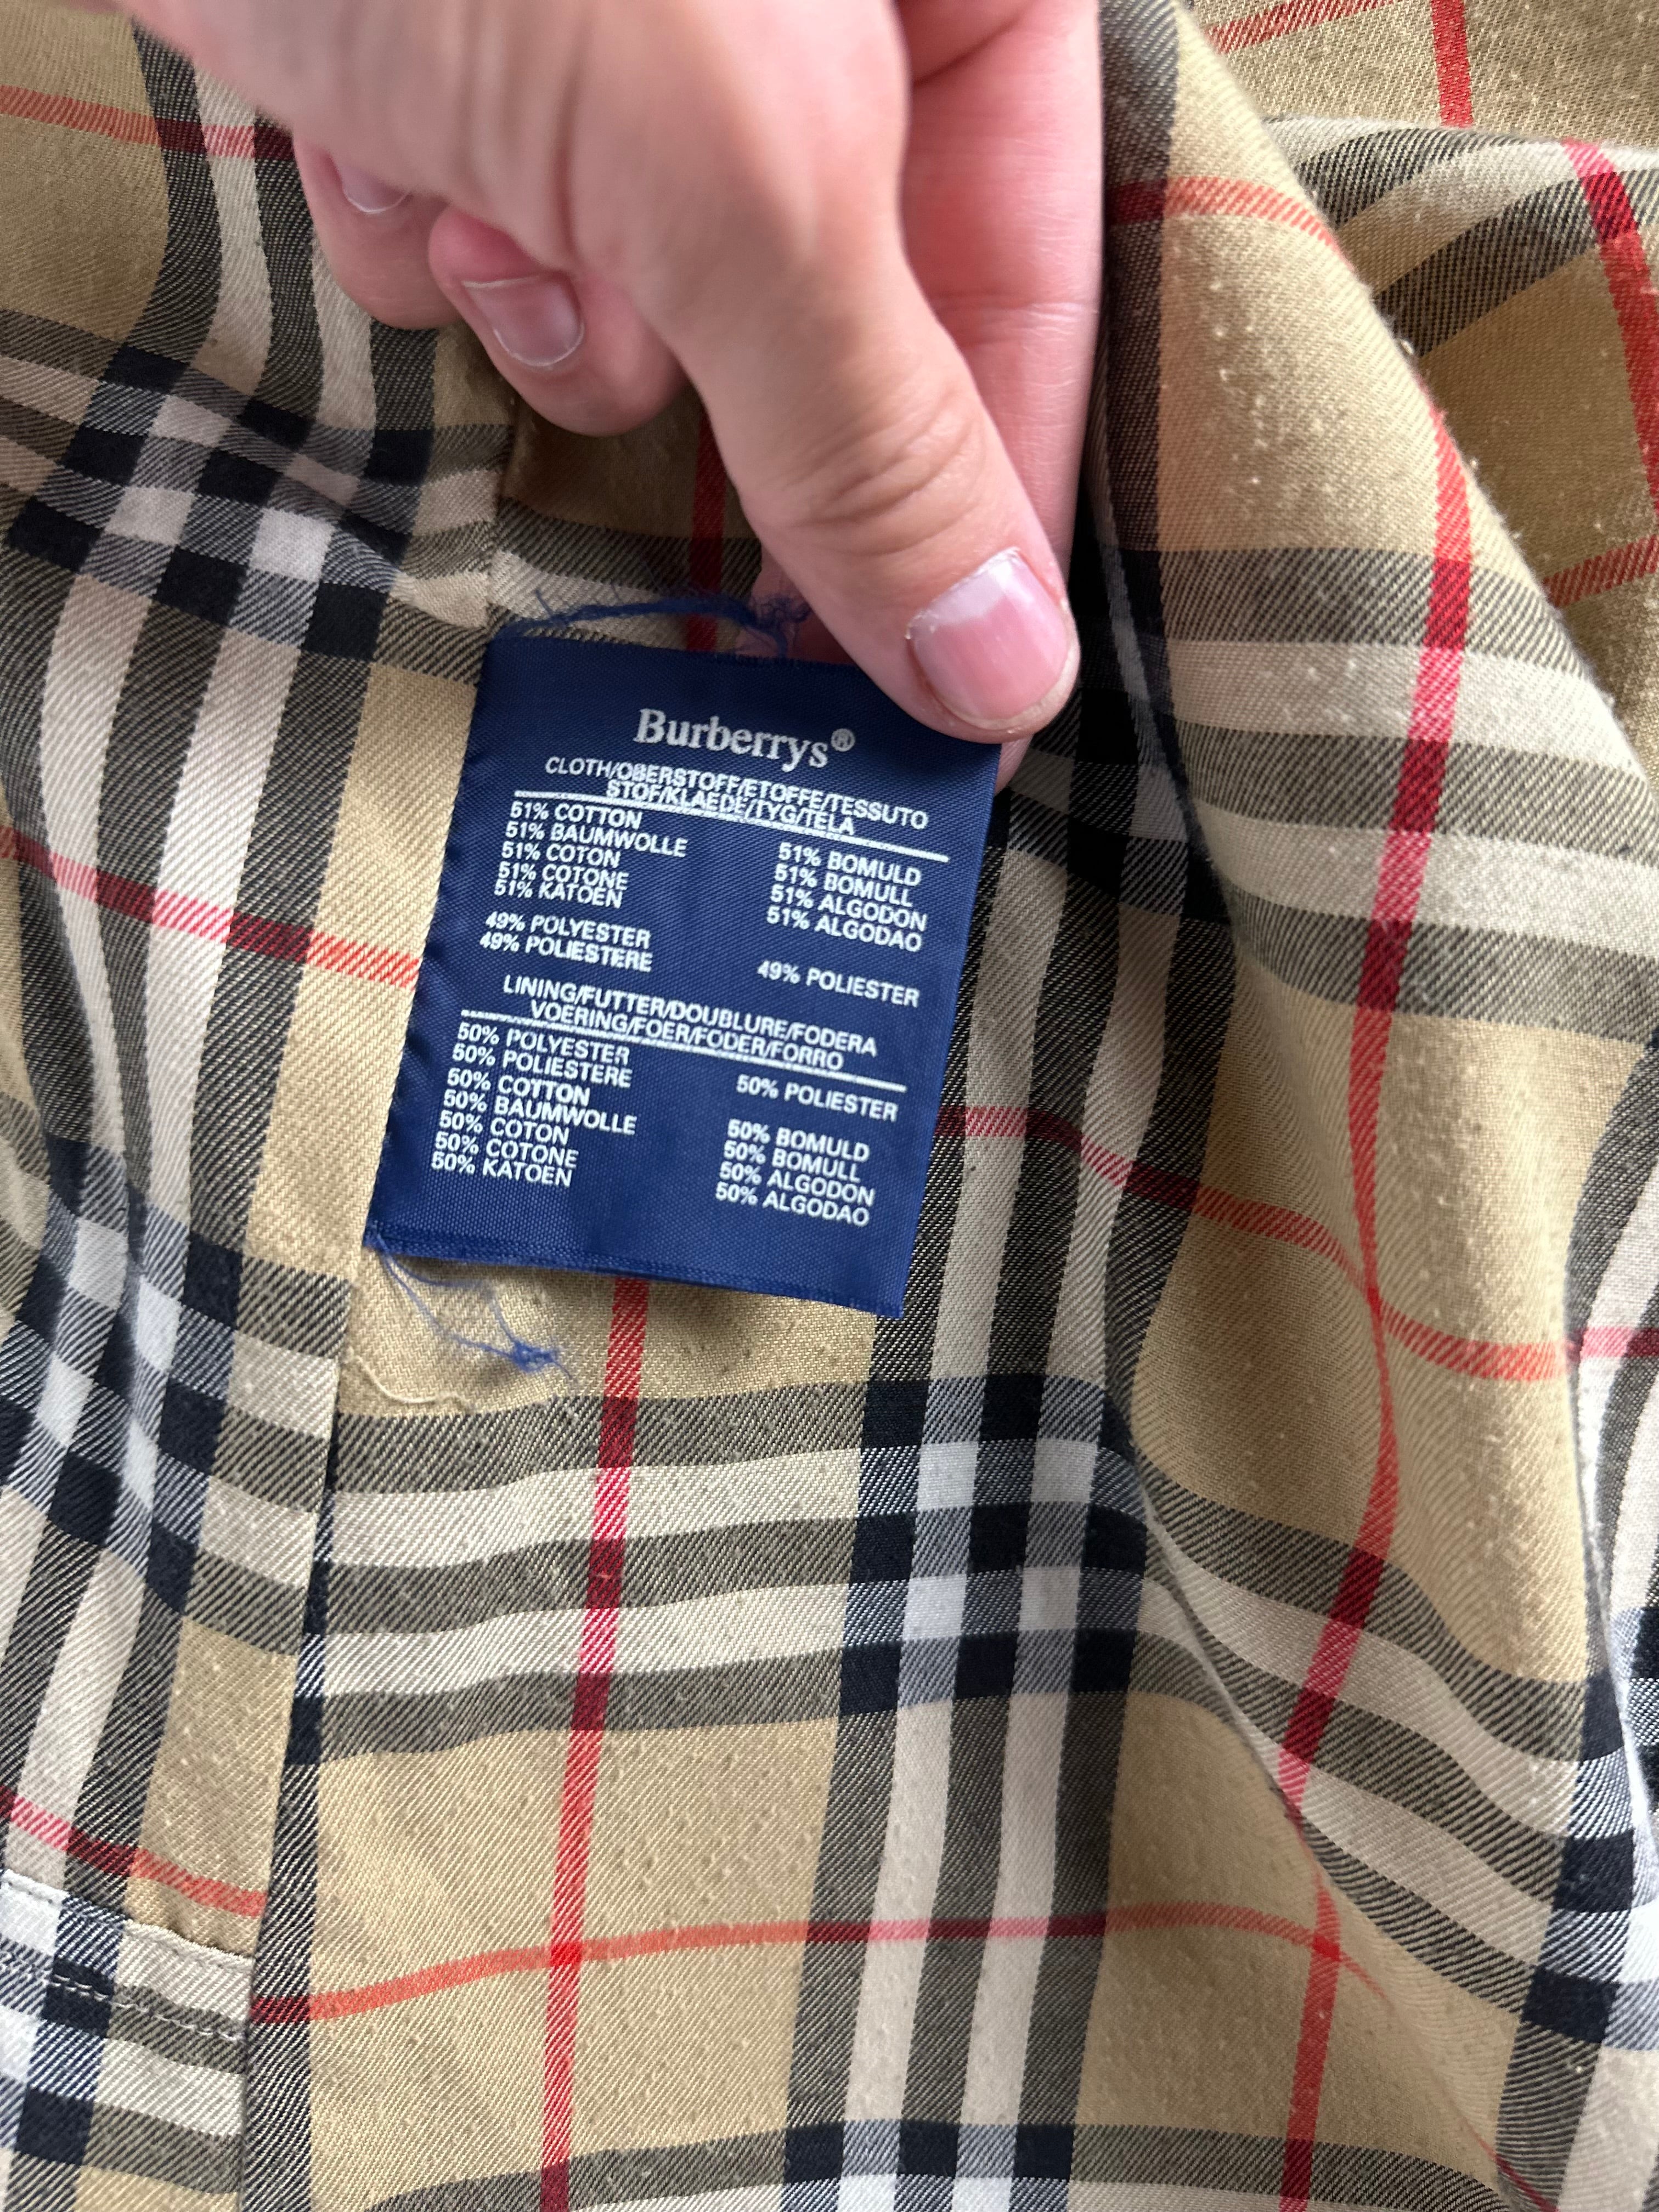 Burberrys®
CLOTH/OBERSTOFF/ETOFFE/TESSUTO
STOF/KLAEDE/TYG/TELA
51% COTTON
51% BAUMWOLLE
51% COTON
51% COTONE
51% KATOEN
51% BOMULD
51% BOMULL
51% ALGODON
51% ALGODAO
49% POLYESTER
49% POLIESTERE
49% POLIESTER
LINING/FUTTER/DOUBLURE/FODERA
VOERING/FOER/FODER/FORRO
50% POLYESTER
50% POLIESTERE
50% POLIESTER
50% COTTON
50% BAUMWOLLE
50% COTON
50% COTONE
50% KATOEN
50% BOMULD
50% BOMULL
50% ALGODON
50% ALGODAO